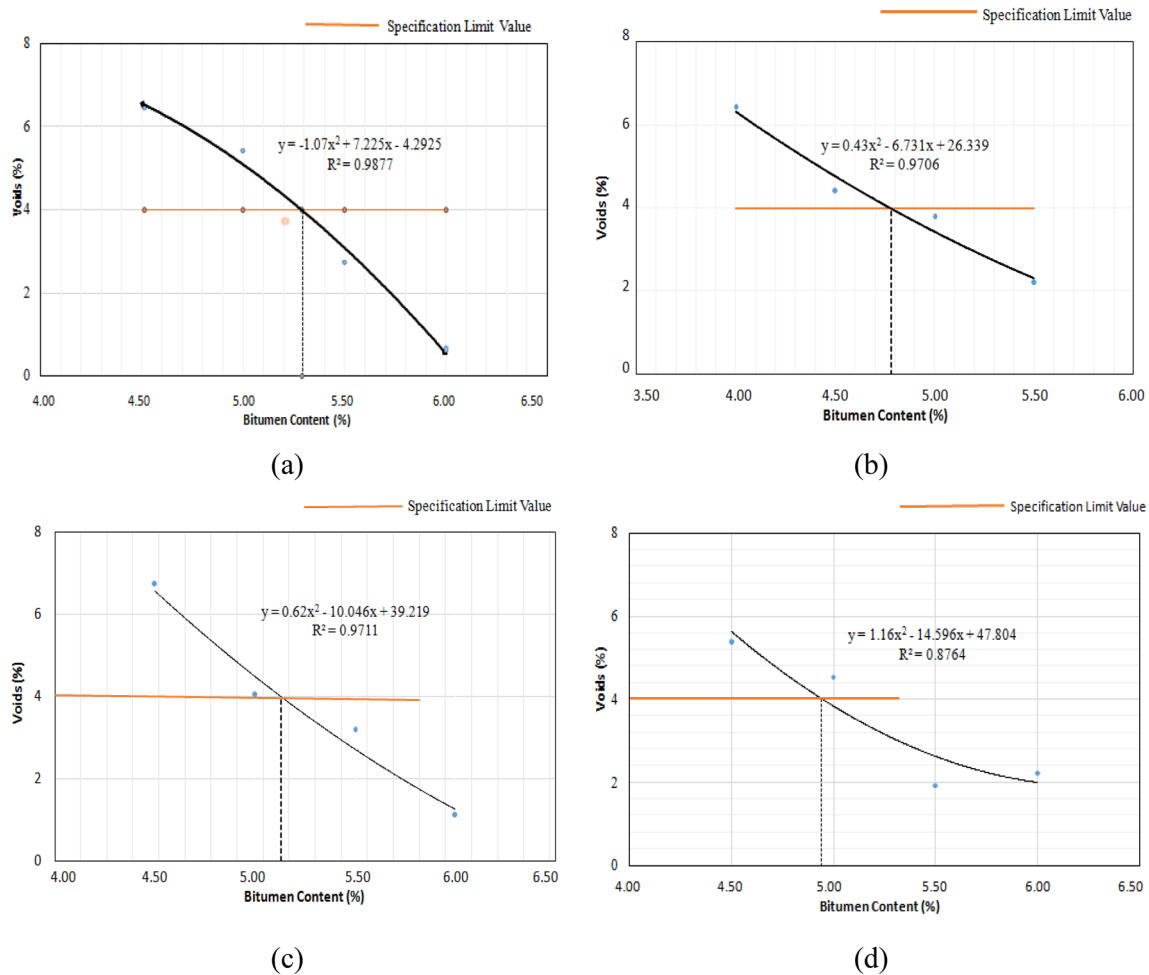 Specification Limit Value
8
6
4
2
0
Voids (%)
y = -1.07x² + 7.225x - 4.2925
R² = 0.9877
4.00 4.50 5.00 5.50 6.00 6.50
Bitumen Content (%)
(a)
Specification Limit Value
8
6
4
2
0
Voids (%)
y = 0.43x² - 6.731x + 26.339
R² = 0.9706
3.50 4.00 4.50 5.00 5.50 6.00
Bitumen Content (%)
(b)
Specification Limit Value
8
6
4
2
0
Voids (%)
y = 0.62x² - 10.046x + 39.219
R² = 0.9711
4.00 4.50 5.00 5.50 6.00 6.50
Bitumen Content (%)
(c)
Specification Limit Value
8
6
4
2
0
Voids (%)
y = 1.16x² - 14.596x + 47.804
R² = 0.8764
4.00 4.50 5.00 5.50 6.00 6.50
Bitumen Content (%)
(d)